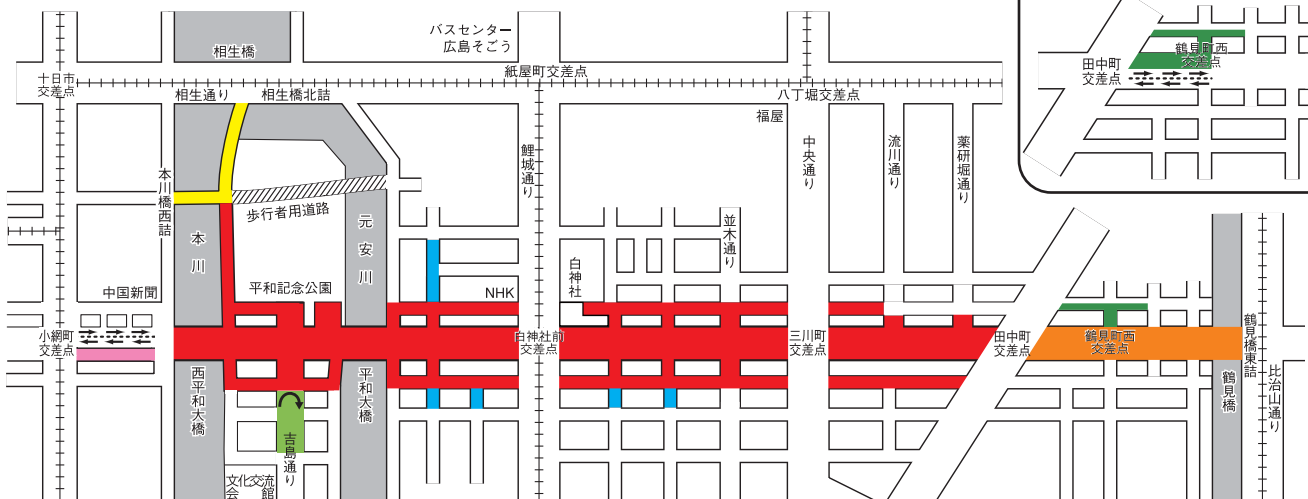 バスセンター
広島そごう
相生橋
紙屋町交差点
十日市
交差点
相生通り
相生橋北詰
八丁堀交差点
福屋
田中町
交差点
鶴見町西
交差点
本川橋西詰
鯉城通り
中央通り
流川通り
薬研堀通り
歩行者用道路
本川
元安川
並木通り
白神社
中国新聞
平和記念公園
NHK
小網町
交差点
白神社前
交差点
三川町
交差点
田中町
交差点
鶴見町西
交差点
鶴見橋東詰
西平和大橋
平和大橋
鶴見橋
比治山通り
吉島通り
文化交流
会館